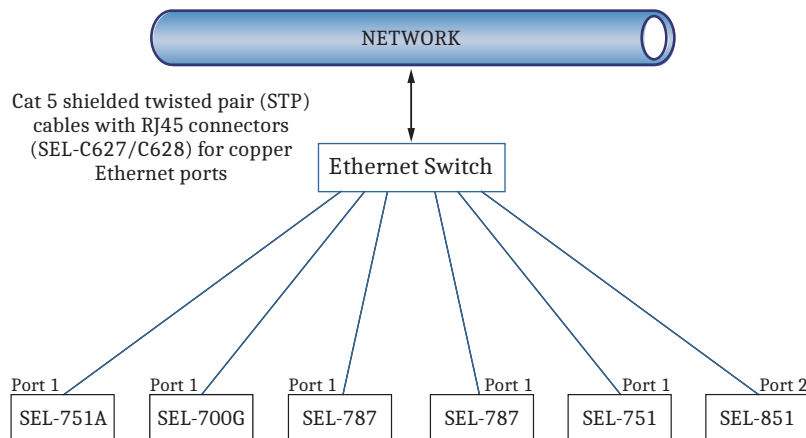 NETWORK
Cat 5 shielded twisted pair (STP)
cables with RJ45 connectors
(SEL-C627/C628) for copper
Ethernet ports
Ethernet Switch
Port 1
Port 1
Port 1
Port 1
Port 1
Port 2
SEL-751A
SEL-700G
SEL-787
SEL-787
SEL-751
SEL-851